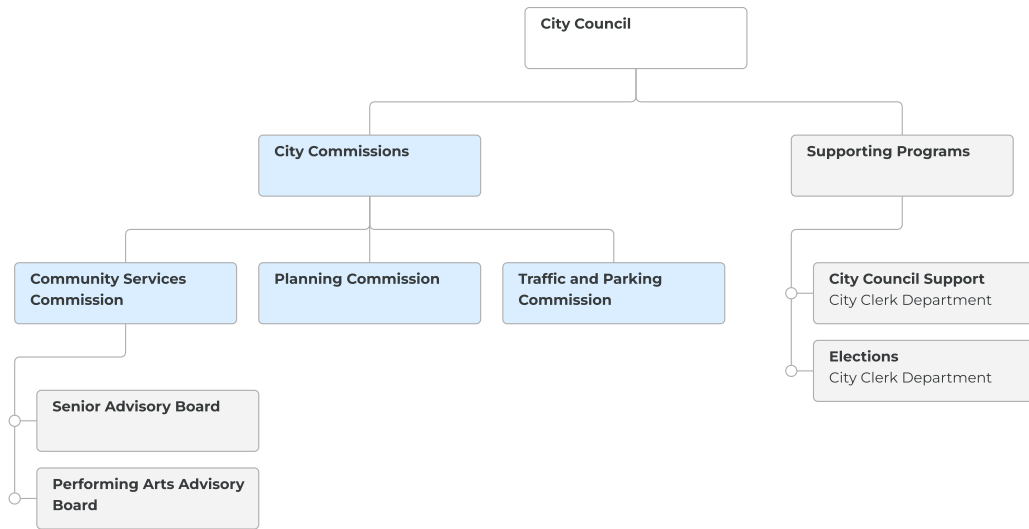 City Council
City Commissions
Supporting Programs
Community Services
Commission
Planning Commission
Traffic and Parking
Commission
City Council Support
City Clerk Department
Elections
City Clerk Department
Senior Advisory Board
Performing Arts Advisory
Board